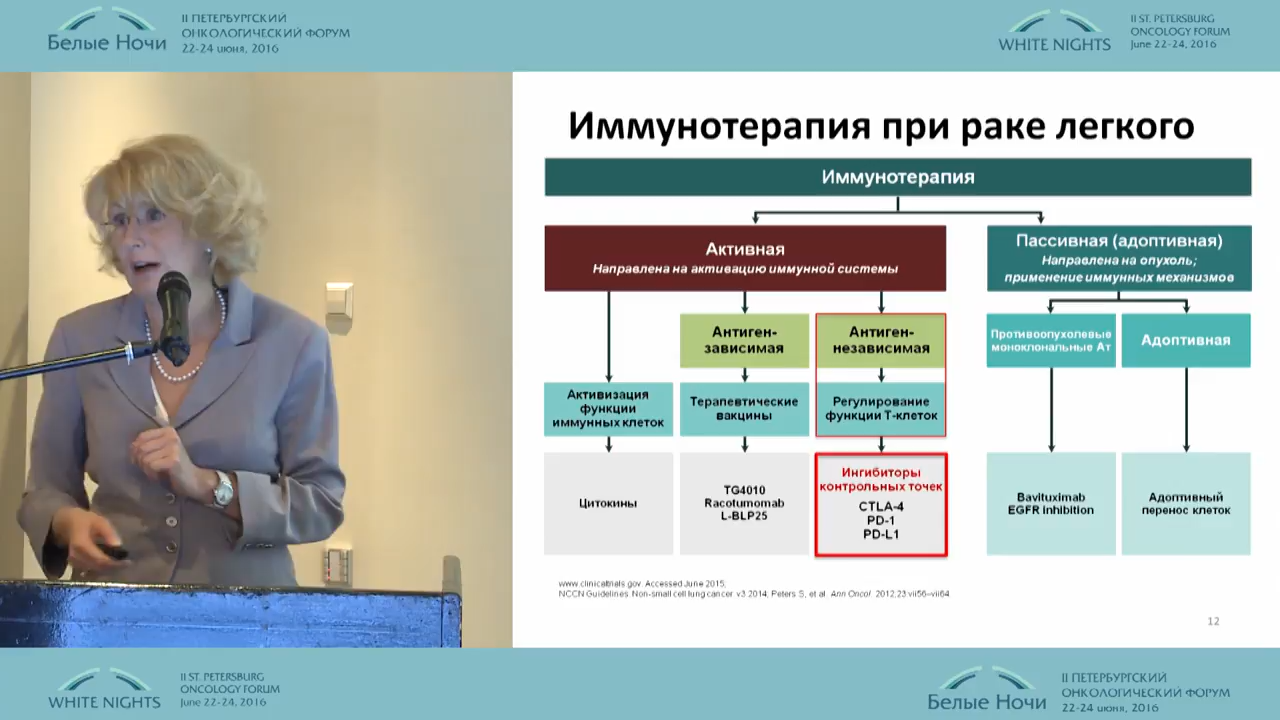 Белые Ночи
II ПЕТЕРБУРГСКИЙ
ОНКОЛОГИЧЕСКИЙ ФОРУМ
22-24 июня, 2016
WHITE NIGHTS
II ST. PETERSBURG
ONCOLOGY FORUM
June 22-24, 2016
Иммунотерапия при раке легкого
Иммунотерапия
Активная
Направлена на активацию иммунной системы
Пассивная (адоптивная)
Направлена на опухоль;
применение иммунных механизмов
Антиген-
зависимая
Антиген-
независимая
Противоопухолевые
моноклональные Ат
Адоптивная
Активизация
функции
иммунных клеток
Терапевтические
вакцины
Регулирование
функции Т-клеток
Цитокины
TG4010
Racotumomab
L-BLP25
Ингибиторы
контрольных точек
CTLA-4
PD-1
PD-L1
Bavituximab
EGFR inhibition
Адоптивный
перенос клеток
www.clinicaltrials.gov. Accessed June 2015;
NCCN Guidelines. Non-small cell lung cancer. v3.2014; Peters S, et al. Ann Oncol. 2012;23:vii56–vii64
12
WHITE NIGHTS
II ST. PETERSBURG
ONCOLOGY FORUM
June 22-24, 2016
Белые Ночи
II ПЕТЕРБУРГСКИЙ
ОНКОЛОГИЧЕСКИЙ ФОРУМ
22-24 июня, 2016